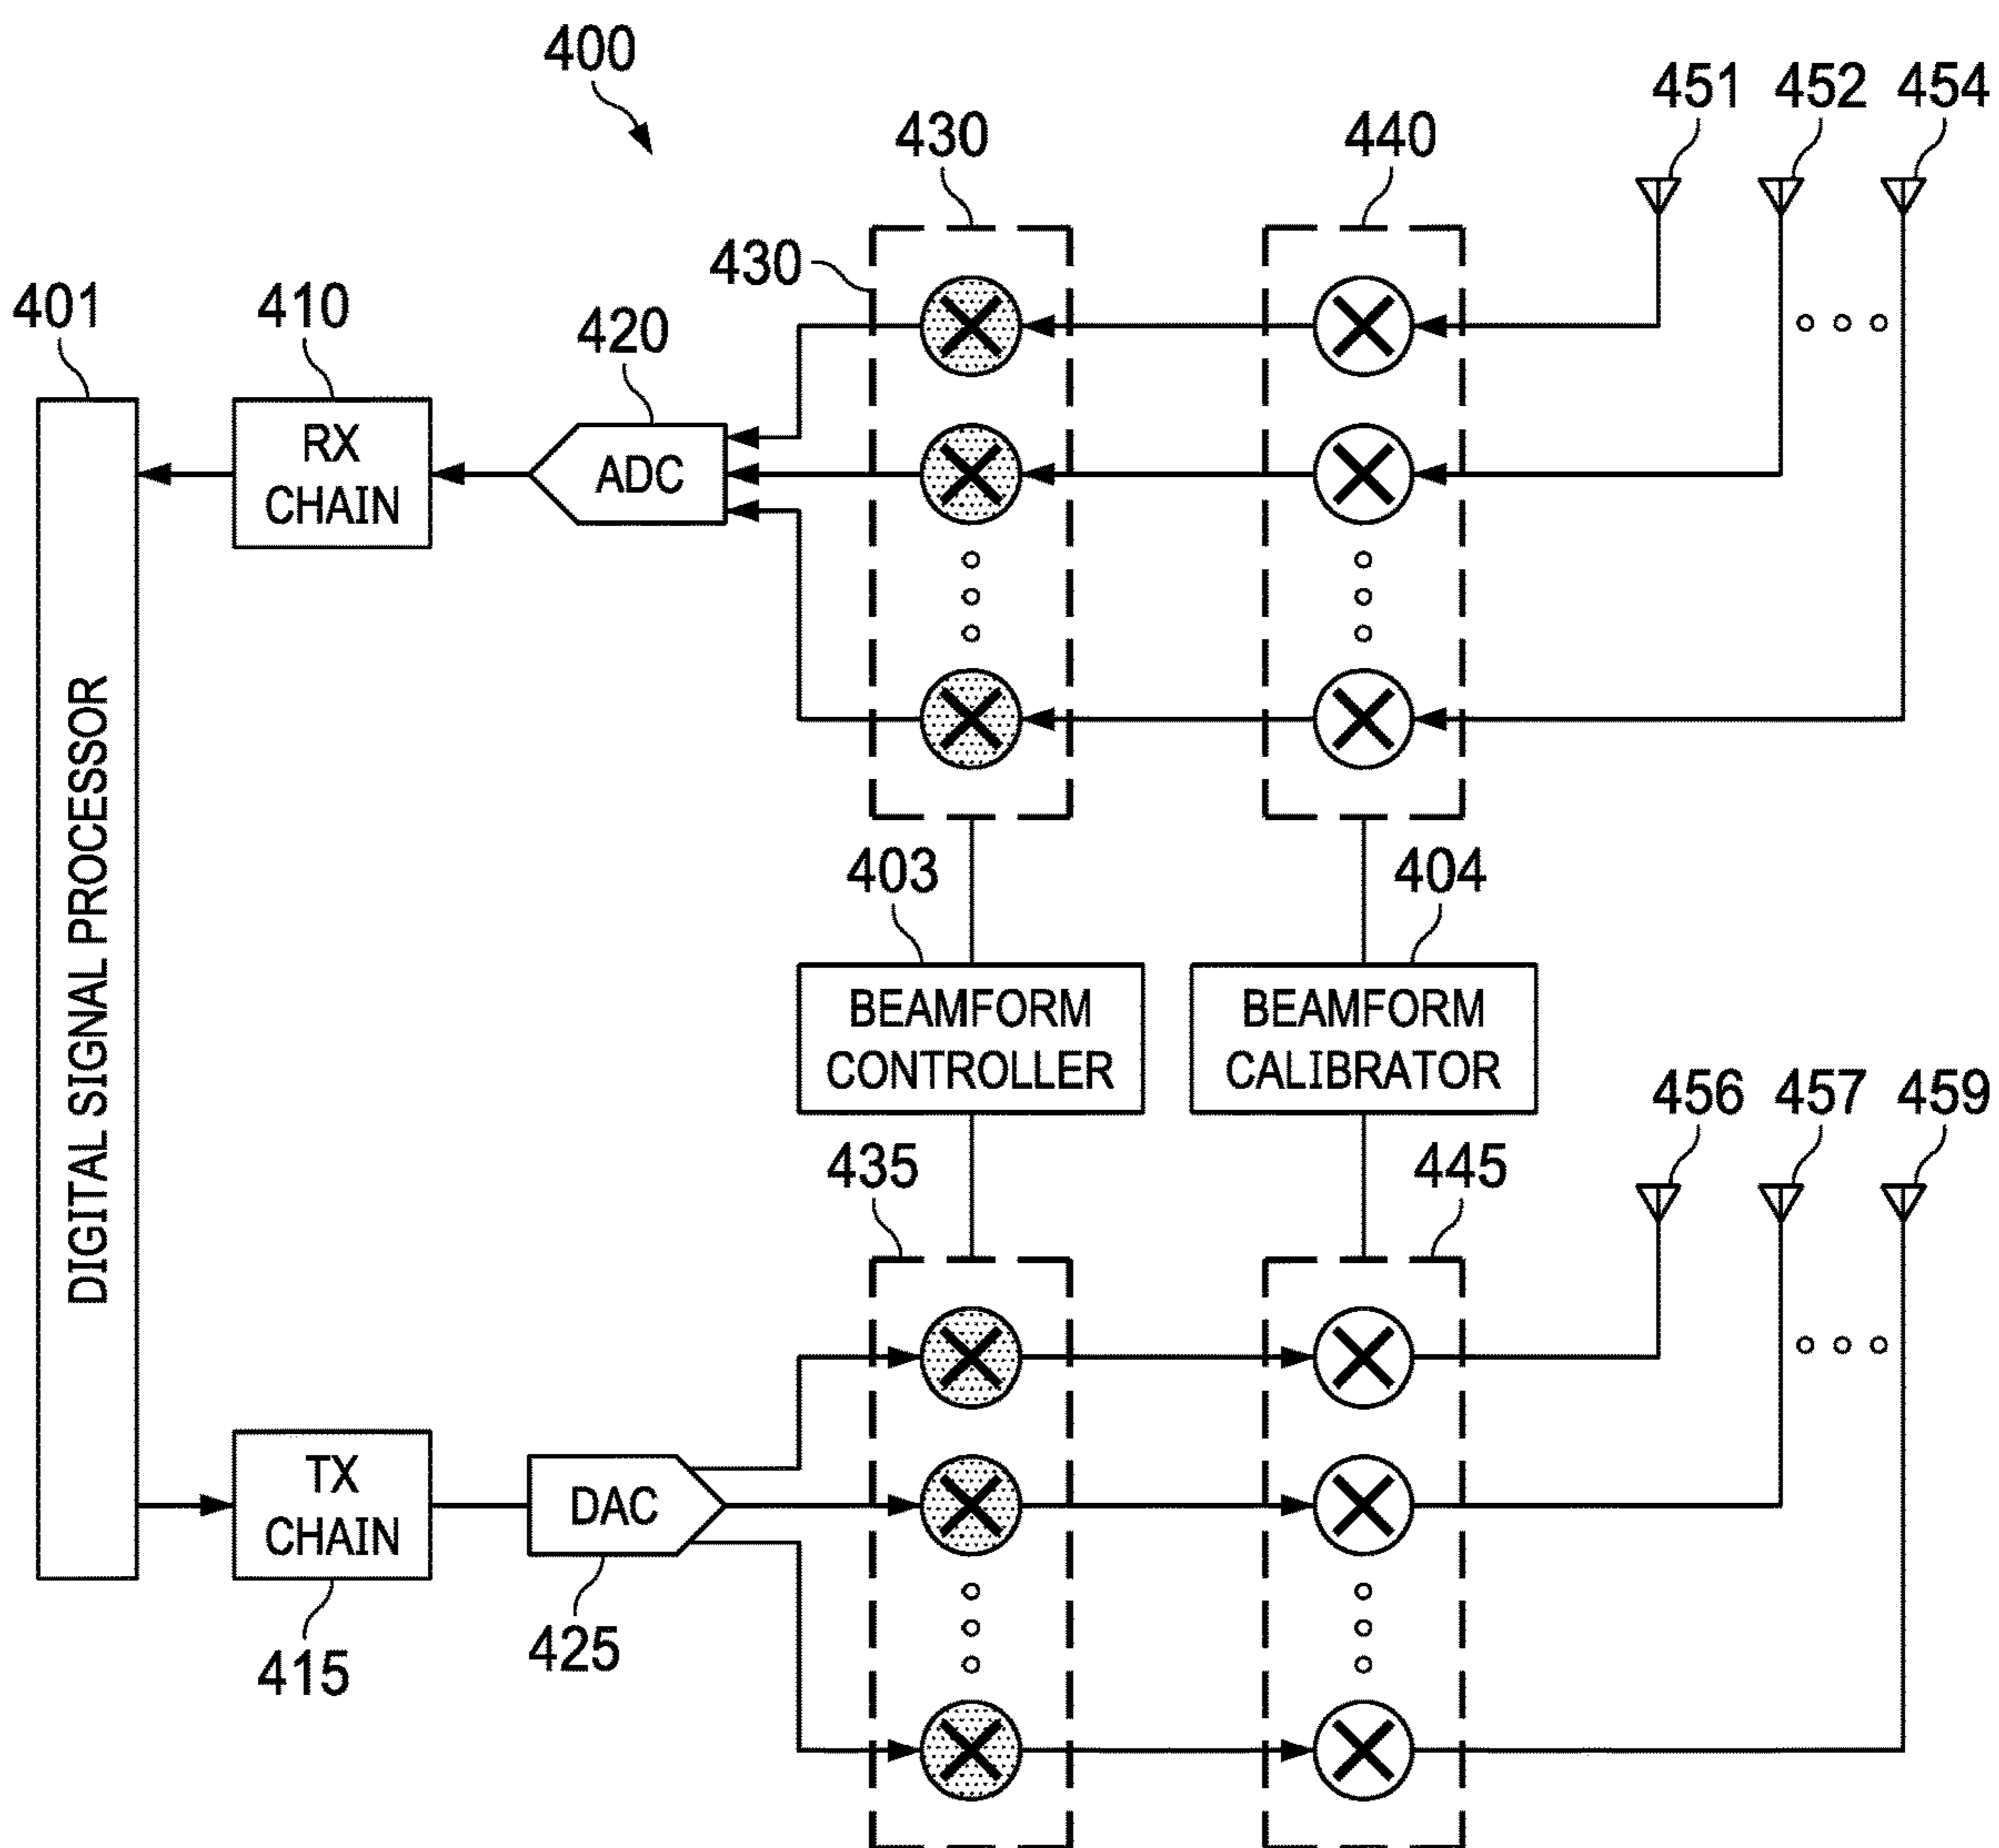 400
451 452 454
430 440
430
401 410
420
RX
CHAIN
ADC
DIGITAL SIGNAL PROCESSOR
403 404
BEAMFORM
CONTROLLER
BEAMFORM
CALIBRATOR
456 457 459
435 445
TX
CHAIN
DAC
415
425